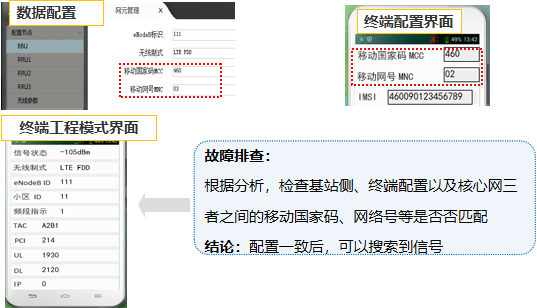 数据配置
网元管理 X
配置节点
BBU
RRU1
RRU2
RRU3
无线参数
eNodeB标识 111
无线制式 LTE FDD
移动国家码MCC 460
移动网号MNC 03
终端配置界面
49% 13:42
移动国家码 MCC 460
移动网号 MNC 02
IMSI 460090123456789
终端工程模式界面
信号状态 -105dBm
无线制式 LTE FDD
eNodeB ID 111
小区 ID 11
频段指示 1
TAC A2B1
PCI 214
UL 1930
DL 2120
IP 0
故障排查：
根据分析，检查基站侧、终端配置以及核心网三
者之间的移动国家码、网络号等是否否匹配
结论：配置一致后，可以搜索到信号